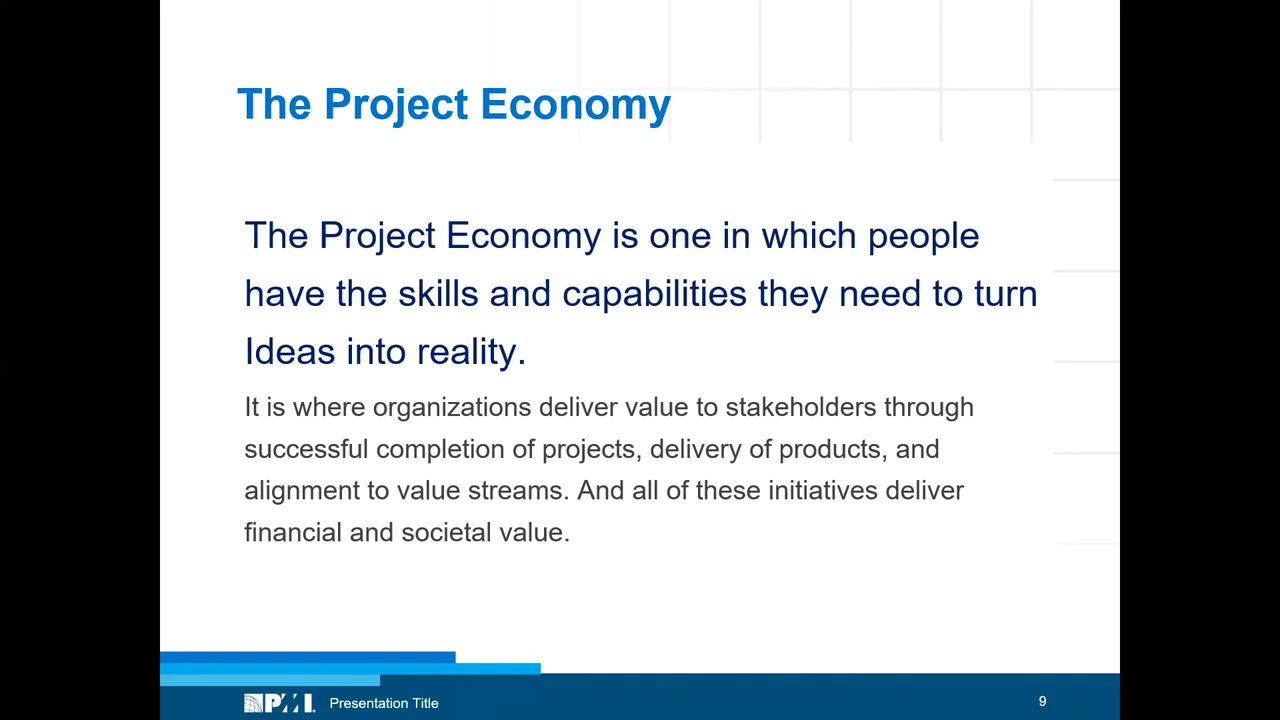 The Project Economy
The Project Economy is one in which people
have the skills and capabilities they need to turn
Ideas into reality.
It is where organizations deliver value to stakeholders through
successful completion of projects, delivery of products, and
alignment to value streams. And all of these initiatives deliver
financial and societal value.
PMI. Presentation Title
9